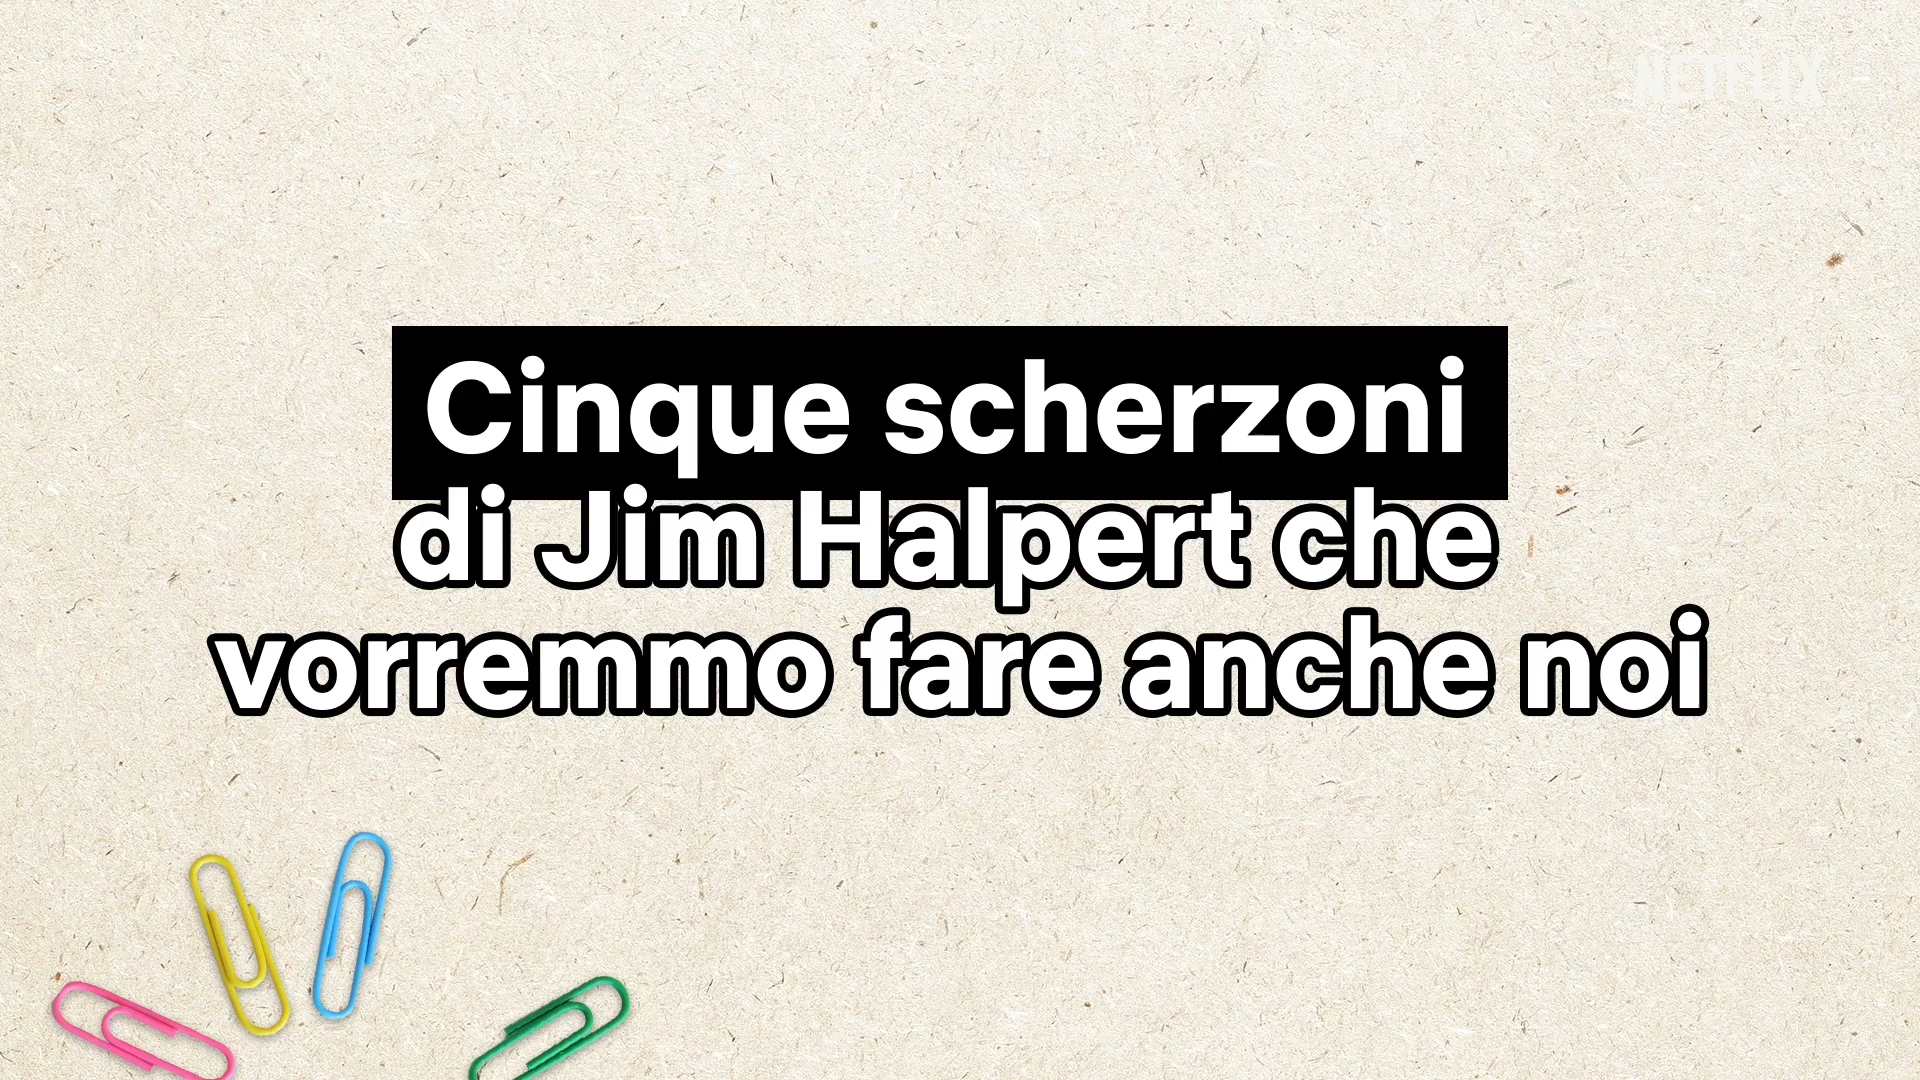 NETFLIX
Cinque scherzoni
di Jim Halpert che
vorremmo fare anche noi